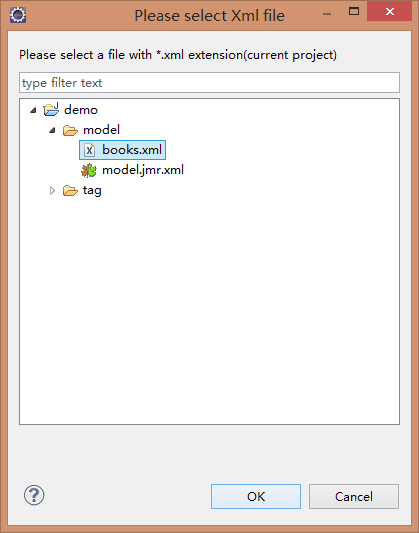 Please select Xml file
Please select a file with *.xml extension(current project)
type filter text
demo
model
books.xml
model.jmr.xml
tag
OK
Cancel